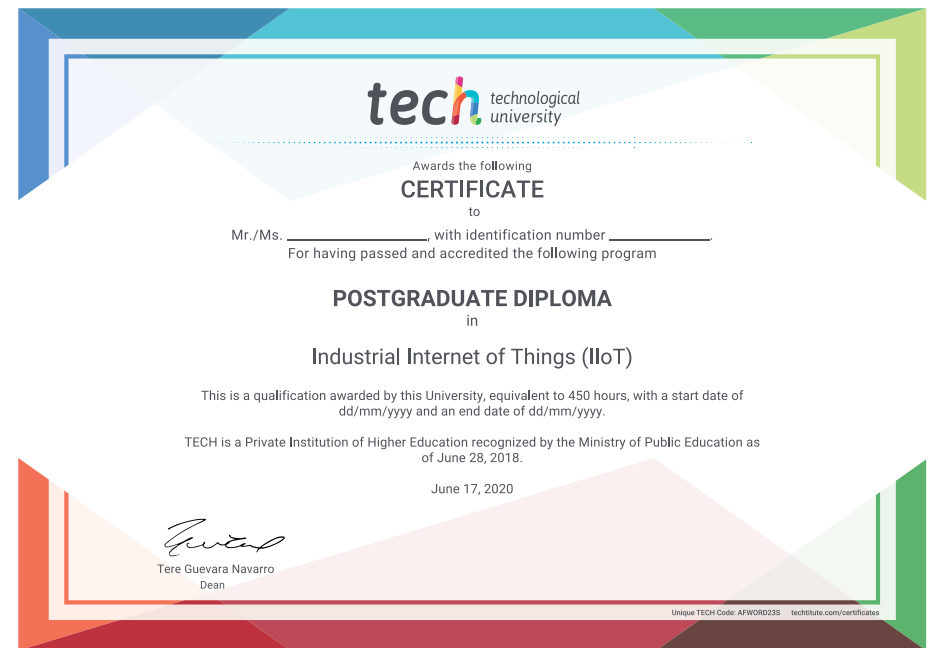 tech technological
university
Awards the following
CERTIFICATE
to
Mr./Ms. ____________, with identification number ____________.
For having passed and accredited the following program
POSTGRADUATE DIPLOMA
in
Industrial Internet of Things (IIoT)
This is a qualification awarded by this University, equivalent to 450 hours, with a start date of
dd/mm/yyyy and an end date of dd/mm/yyyy.
TECH is a Private Institution of Higher Education recognized by the Ministry of Public Education as
of June 28, 2018.
June 17, 2020
Tere Guevara Navarro
Dean
Unique TECH Code: AFWORD23S techtitute.com/certificates